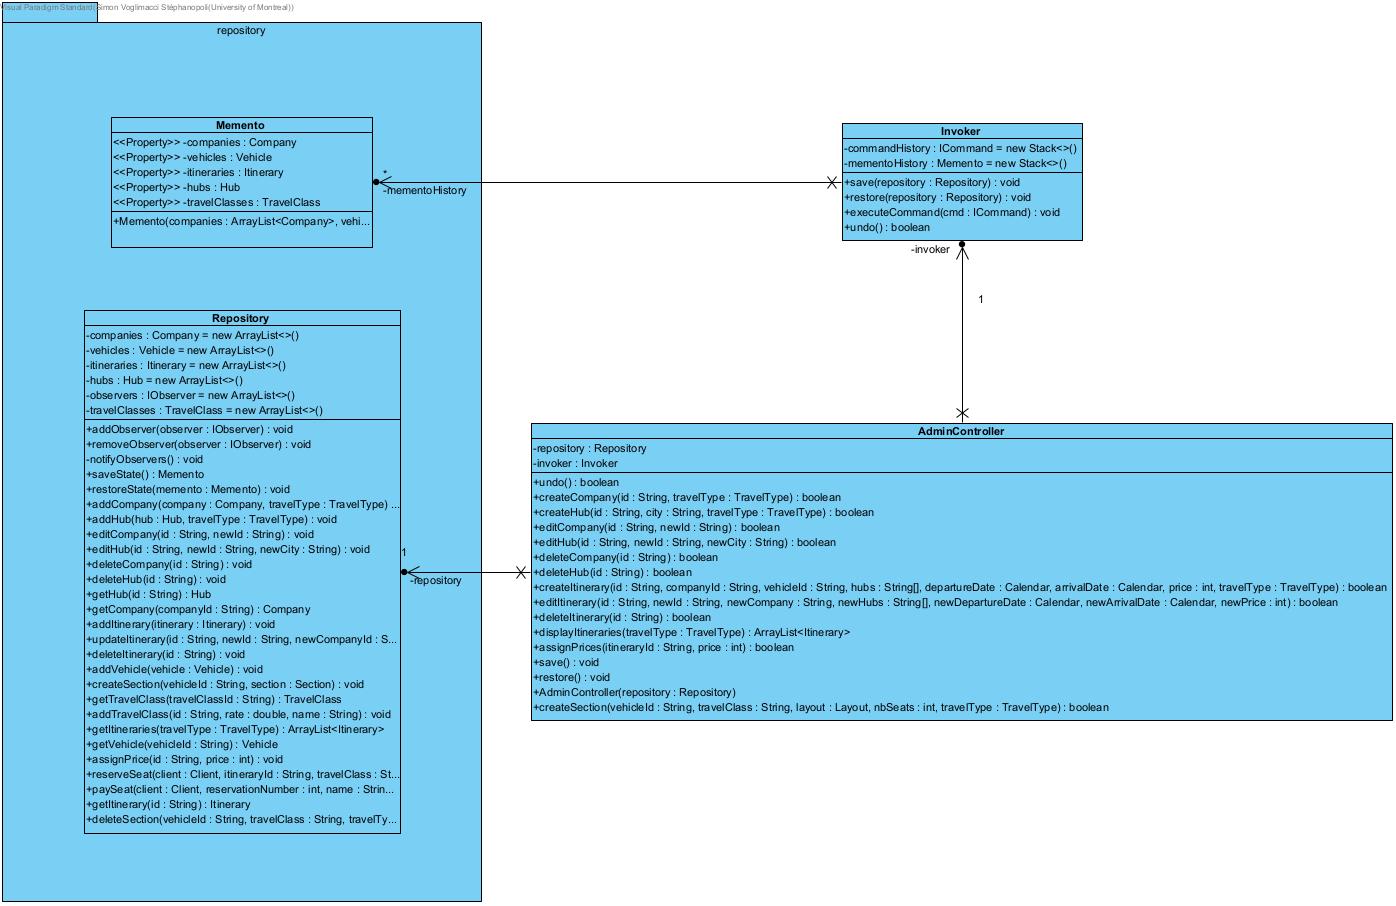 Visual Paradigm Standard(Simon Voglimacci Stéphanopoli(University of Montreal))
repository
Memento
<<Property>> -companies : Company
<<Property>> -vehicles : Vehicle
<<Property>> -itineraries : Itinerary
<<Property>> -hubs : Hub
<<Property>> -travelClasses : TravelClass
+Memento(companies : ArrayList<Company>, vehi...
*
-mementoHistory
Invoker
-commandHistory : ICommand = new Stack<>()
-mementoHistory : Memento = new Stack<>()
+save(repository : Repository) : void
+restore(repository : Repository) : void
+executeCommand(cmd : ICommand) : void
+undo() : boolean
-invoker
1
Repository
-companies : Company = new ArrayList<>()
-vehicles : Vehicle = new ArrayList<>()
-itineraries : Itinerary = new ArrayList<>()
-hubs : Hub = new ArrayList<>()
-observers : IObserver = new ArrayList<>()
-travelClasses : TravelClass = new ArrayList<>()
+addObserver(observer : IObserver) : void
+removeObserver(observer : IObserver) : void
-notifyObservers() : void
+saveState() : Memento
+restoreState(memento : Memento) : void
+addCompany(company : Company, travelType : TravelType) ...
+addHub(hub : Hub, travelType : TravelType) : void
+editCompany(id : String, newId : String) : void
+editHub(id : String, newId : String, newCity : String) : void
+deleteCompany(id : String) : void
+deleteHub(id : String) : void
+getHub(id : String) : Hub
+getCompany(companyId : String) : Company
+addItinerary(itinerary : Itinerary) : void
+updateItinerary(id : String, newId : String, newCompanyId : S...
+deleteItinerary(id : String) : void
+addVehicle(vehicle : Vehicle) : void
+createSection(vehicleId : String, section : Section) : void
+getTravelClass(travelClassId : String) : TravelClass
+addTravelClass(id : String, rate : double, name : String) : void
+getItineraries(travelType : TravelType) : ArrayList<Itinerary>
+getVehicle(vehicleId : String) : Vehicle
+assignPrice(id : String, price : int) : void
+reserveSeat(client : Client, itineraryId : String, travelClass : St...
+paySeat(client : Client, reservationNumber : int, name : Strin...
+getItinerary(id : String) : Itinerary
+deleteSection(vehicleId : String, travelClass : String, travelTy...
1
-repository
AdminController
-repository : Repository
-invoker : Invoker
+undo() : boolean
+createCompany(id : String, travelType : TravelType) : boolean
+createHub(id : String, city : String, travelType : TravelType) : boolean
+editCompany(id : String, newId : String) : boolean
+editHub(id : String, newId : String, newCity : String) : boolean
+deleteCompany(id : String) : boolean
+deleteHub(id : String) : boolean
+createItinerary(id : String, companyId : String, vehicleId : String, hubs : String[], departureDate : Calendar, arrivalDate : Calendar, price : int, travelType : TravelType) : boolean
+editItinerary(id : String, newId : String, newCompany : String, newHubs : String[], newDepartureDate : Calendar, newArrivalDate : Calendar, newPrice : int) : boolean
+deleteItinerary(id : String) : boolean
+displayItineraries(travelType : TravelType) : ArrayList<Itinerary>
+assignPrices(itineraryId : String, price : int) : boolean
+save() : void
+restore() : void
+AdminController(repository : Repository)
+createSection(vehicleId : String, travelClass : String, layout : Layout, nbSeats : int, travelType : TravelType) : boolean